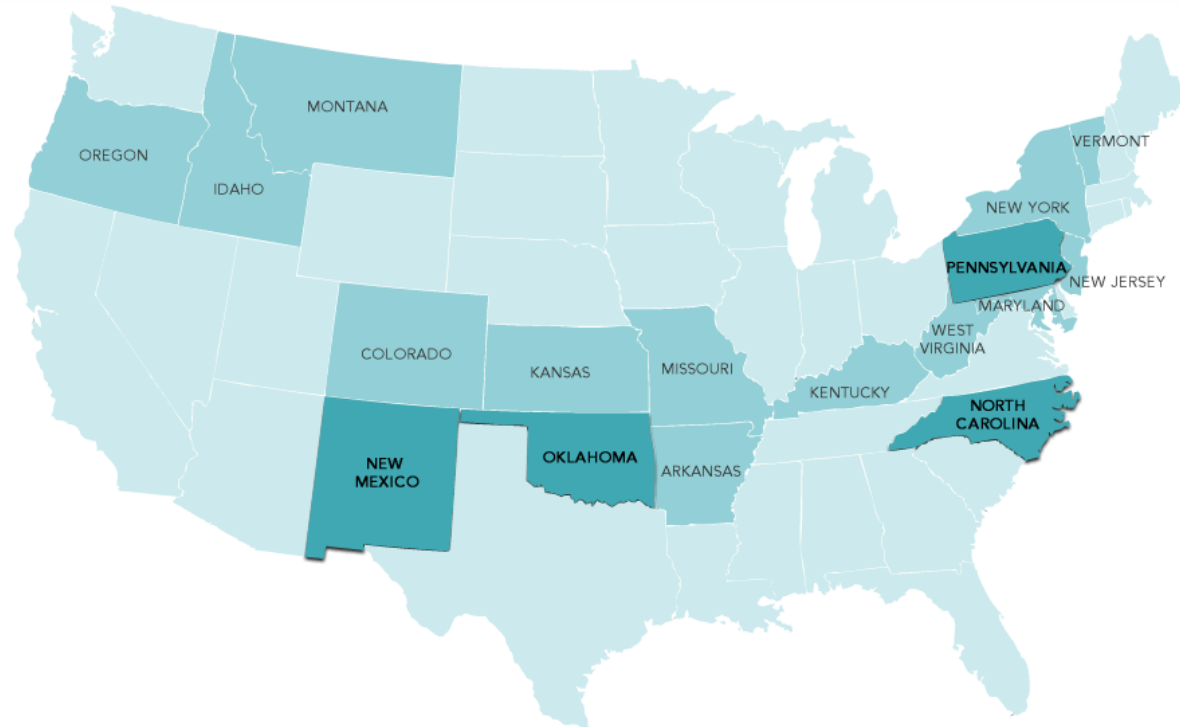 MONTANA
VERMONT
OREGON
IDAHO
NEW YORK
PENNSYLVANIA
NEW JERSEY
MARYLAND
WEST
VIRGINIA
COLORADO
KANSAS
MISSOURI
KENTUCKY
NORTH
CAROLINA
NEW
MEXICO
OKLAHOMA
ARKANSAS